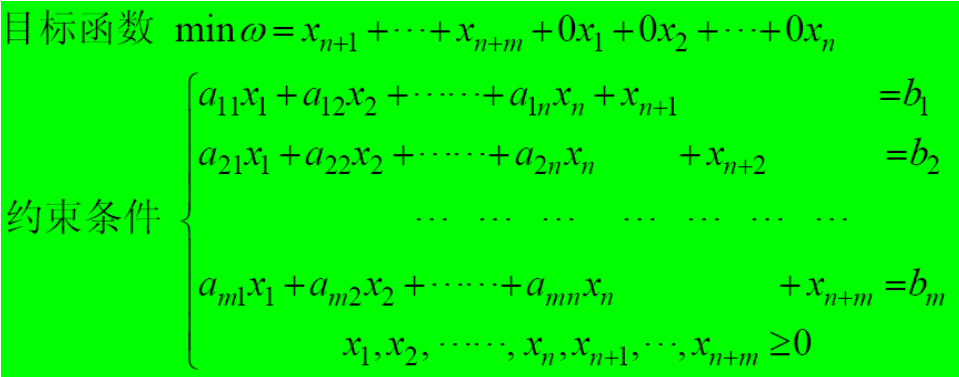 目标函数 min ω = x_{n+1} + ⋯ + x_{n+m} + 0x_1 + 0x_2 + ⋯ + 0x_n
a_{11}x_1 + a_{12}x_2 + ⋯⋯ + a_{1n}x_n + x_{n+1} = b_1
a_{21}x_1 + a_{22}x_2 + ⋯⋯ + a_{2n}x_n + x_{n+2} = b_2
约束条件 ⋯ ⋯ ⋯ ⋯ ⋯ ⋯ ⋯
a_{m1}x_1 + a_{m2}x_2 + ⋯⋯ + a_{mn}x_n + x_{n+m} = b_m
x_1, x_2, ⋯⋯, x_n, x_{n+1}, ⋯, x_{n+m} ≥ 0